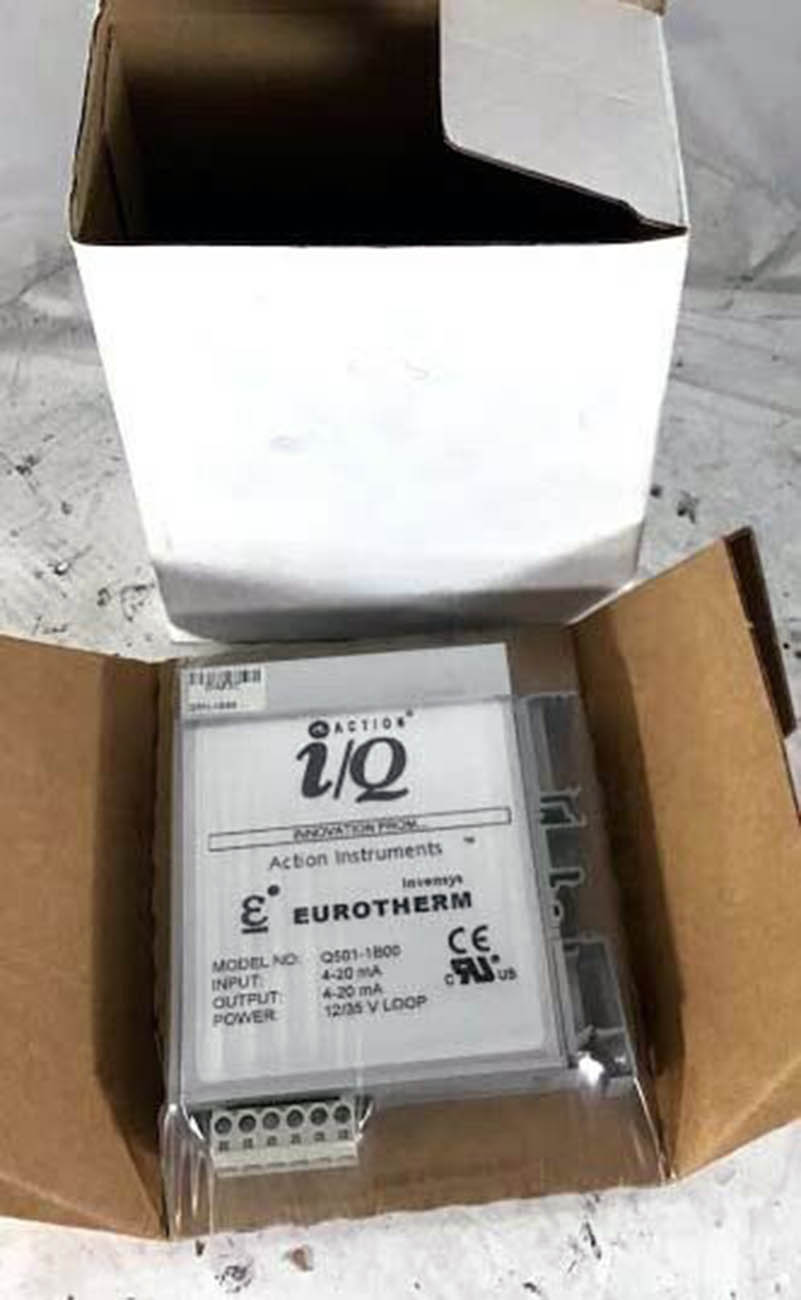 ACTION
i/Q
INNOVATION FROM...
Action Instruments ™
invensys
EUROTHERM
MODEL NO: Q501-1B00
INPUT: 4-20 mA
OUTPUT: 4-20 mA
POWER: 12/35 V LOOP
CE
C US